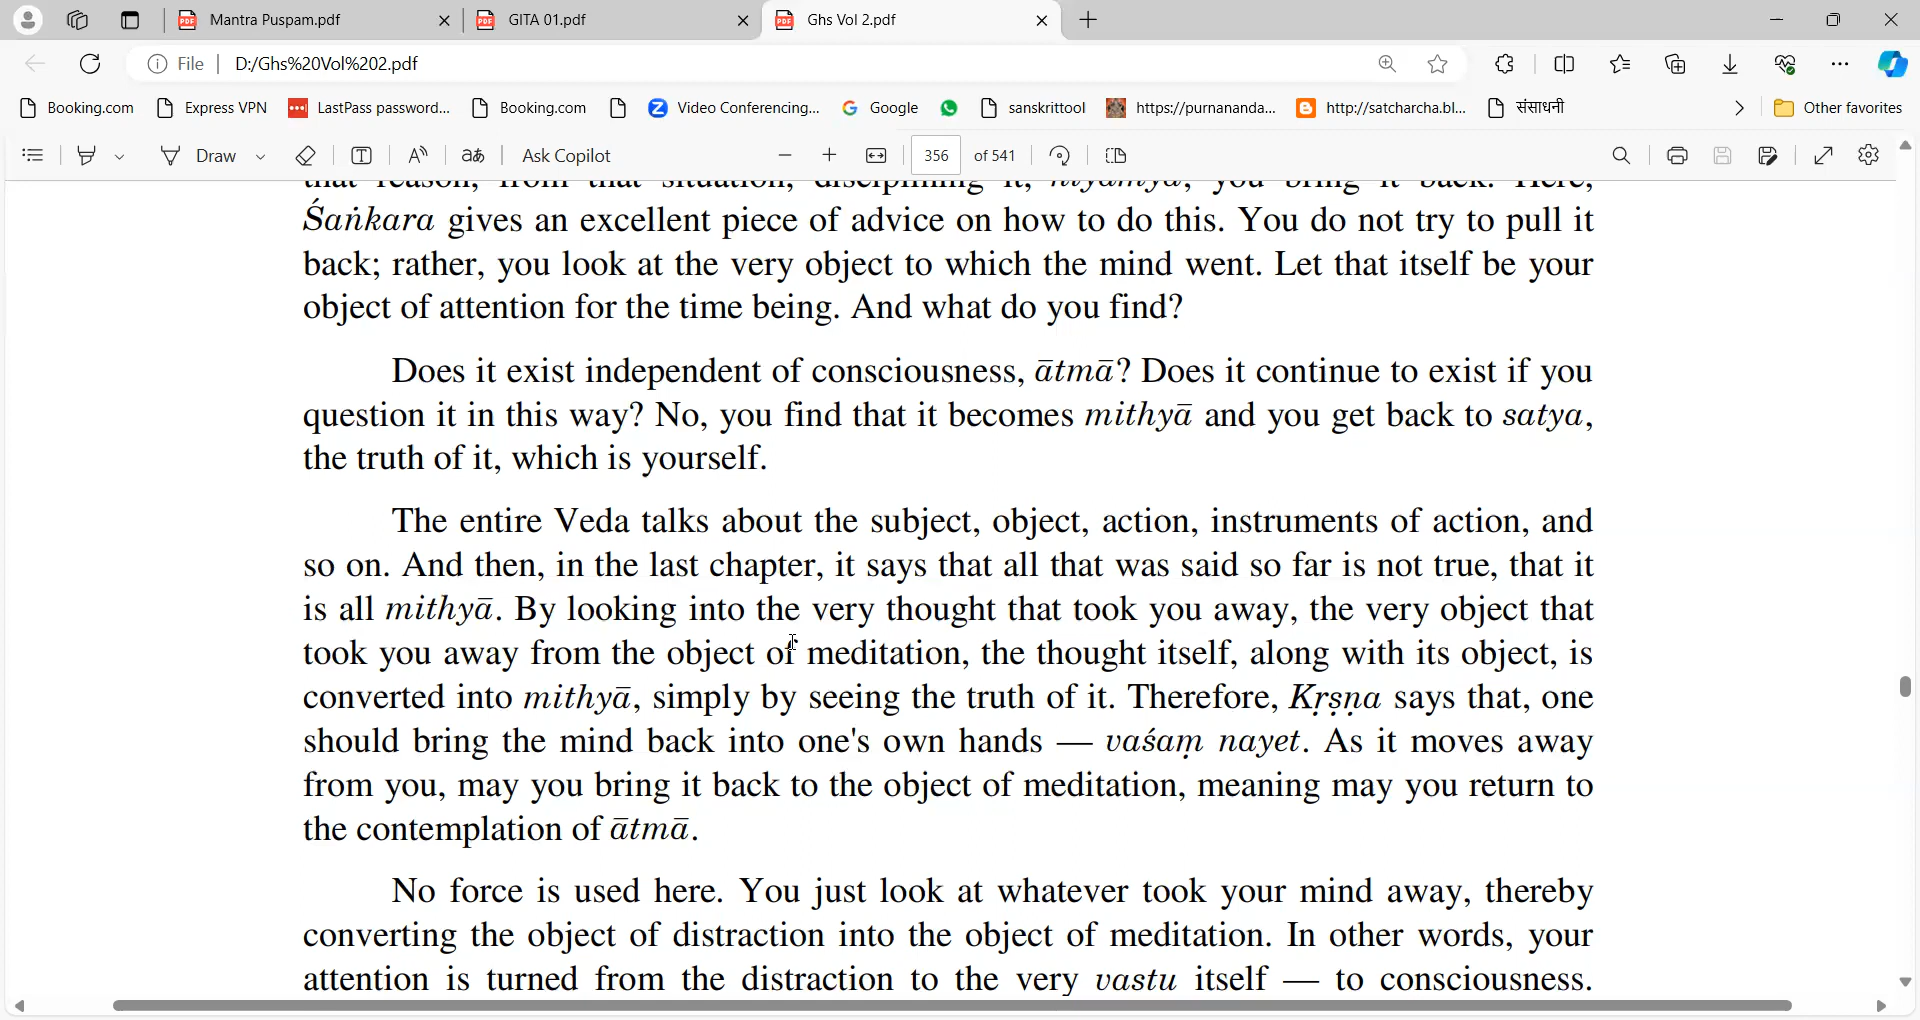 Mantra Puspam.pdf
GITA 01.pdf
Ghs Vol 2.pdf
File | D:/Ghs%20Vol%202.pdf
Booking.com
Express VPN
LastPass password...
Booking.com
Video Conferencing...
Google
sanskrittool
https://purnananda...
http://satcharcha.bl...
संसाधनी
Other favorites
Draw
Ask Copilot
356 of 541
that reason, from that situation, disciplining it, niyamya, you bring it back. Here,
Śaṅkara gives an excellent piece of advice on how to do this. You do not try to pull it
back; rather, you look at the very object to which the mind went. Let that itself be your
object of attention for the time being. And what do you find?
Does it exist independent of consciousness, ātmā? Does it continue to exist if you
question it in this way? No, you find that it becomes mithyā and you get back to satya,
the truth of it, which is yourself.
The entire Veda talks about the subject, object, action, instruments of action, and
so on. And then, in the last chapter, it says that all that was said so far is not true, that it
is all mithyā. By looking into the very thought that took you away, the very object that
took you away from the object of meditation, the thought itself, along with its object, is
converted into mithyā, simply by seeing the truth of it. Therefore, Kṛṣṇa says that, one
should bring the mind back into one's own hands — vaśaṃ nayet. As it moves away
from you, may you bring it back to the object of meditation, meaning may you return to
the contemplation of ātmā.
No force is used here. You just look at whatever took your mind away, thereby
converting the object of distraction into the object of meditation. In other words, your
attention is turned from the distraction to the very vastu itself — to consciousness.